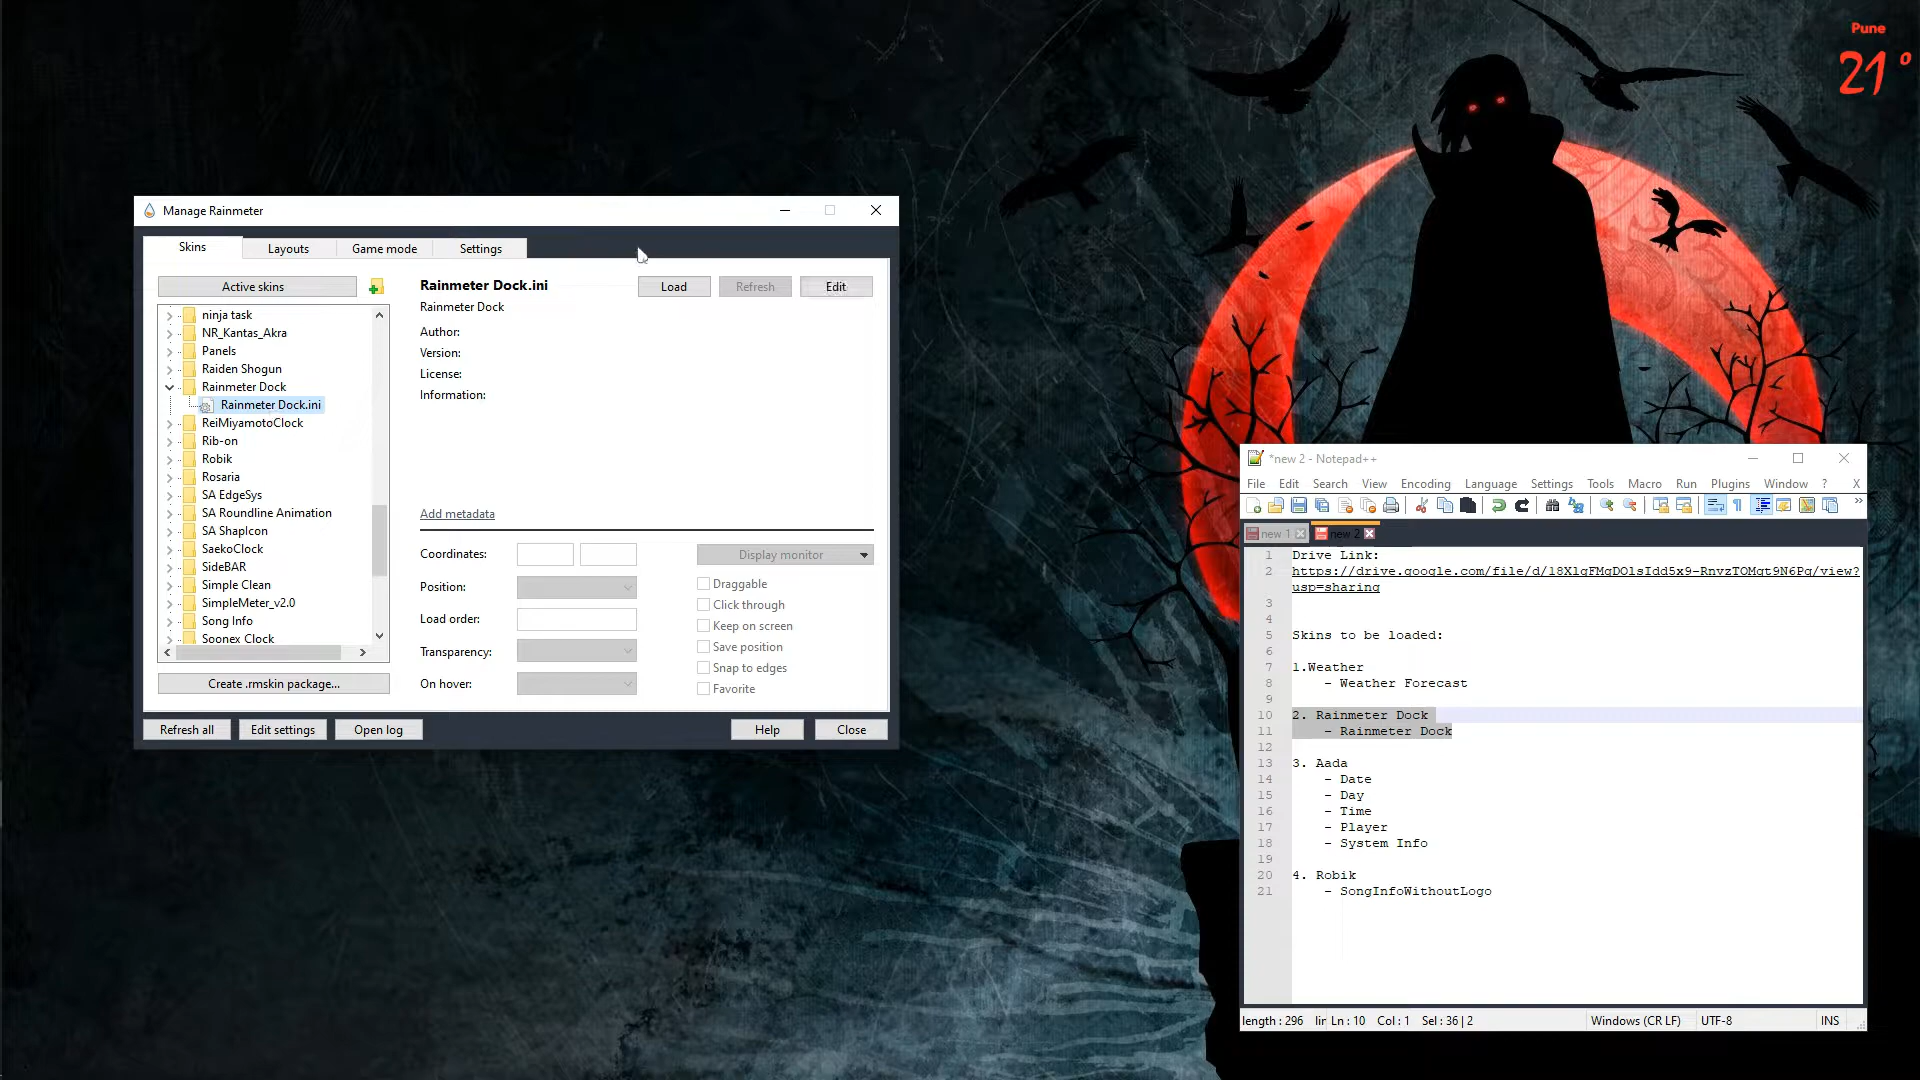 Pune
21°
Manage Rainmeter
Skins
Layouts
Game mode
Settings
Active skins
ninja task
NR_Kantas_Akra
Panels
Raiden Shogun
Rainmeter Dock
Rainmeter Dock.ini
ReiMiyamotoClock
Rib-on
Robik
Rosaria
SA EdgeSys
SA Roundline Animation
SA ShapIcon
SaekoClock
SideBAR
Simple Clean
SimpleMeter_v2.0
Song Info
Soonex Clock
Create .rmskin package...
Rainmeter Dock.ini
Load
Refresh
Edit
Rainmeter Dock
Author:
Version:
License:
Information:
Add metadata
Coordinates:
Display monitor
Position:
Draggable
Click through
Load order:
Keep on screen
Transparency:
Save position
Snap to edges
On hover:
Favorite
Refresh all
Edit settings
Open log
Help
Close
*new 2 - Notepad++
File Edit Search View Encoding Language Settings Tools Macro Run Plugins Window ? X
new 1
new 2
1 Drive Link:
2 https://drive.google.com/file/d/18XlgFMgDOlsIdd5x9-RnvzTOMgt9N6Pg/view?
usp=sharing
3
4
5 Skins to be loaded:
6
7 1.Weather
8 - Weather Forecast
9
10 2. Rainmeter Dock
11 - Rainmeter Dock
12
13 3. Aada
14 - Date
15 - Day
16 - Time
17 - Player
18 - System Info
19
20 4. Robik
21 - SongInfoWithoutLogo
length : 296 lir Ln : 10 Col : 1 Sel : 36 | 2 Windows (CR LF) UTF-8 INS